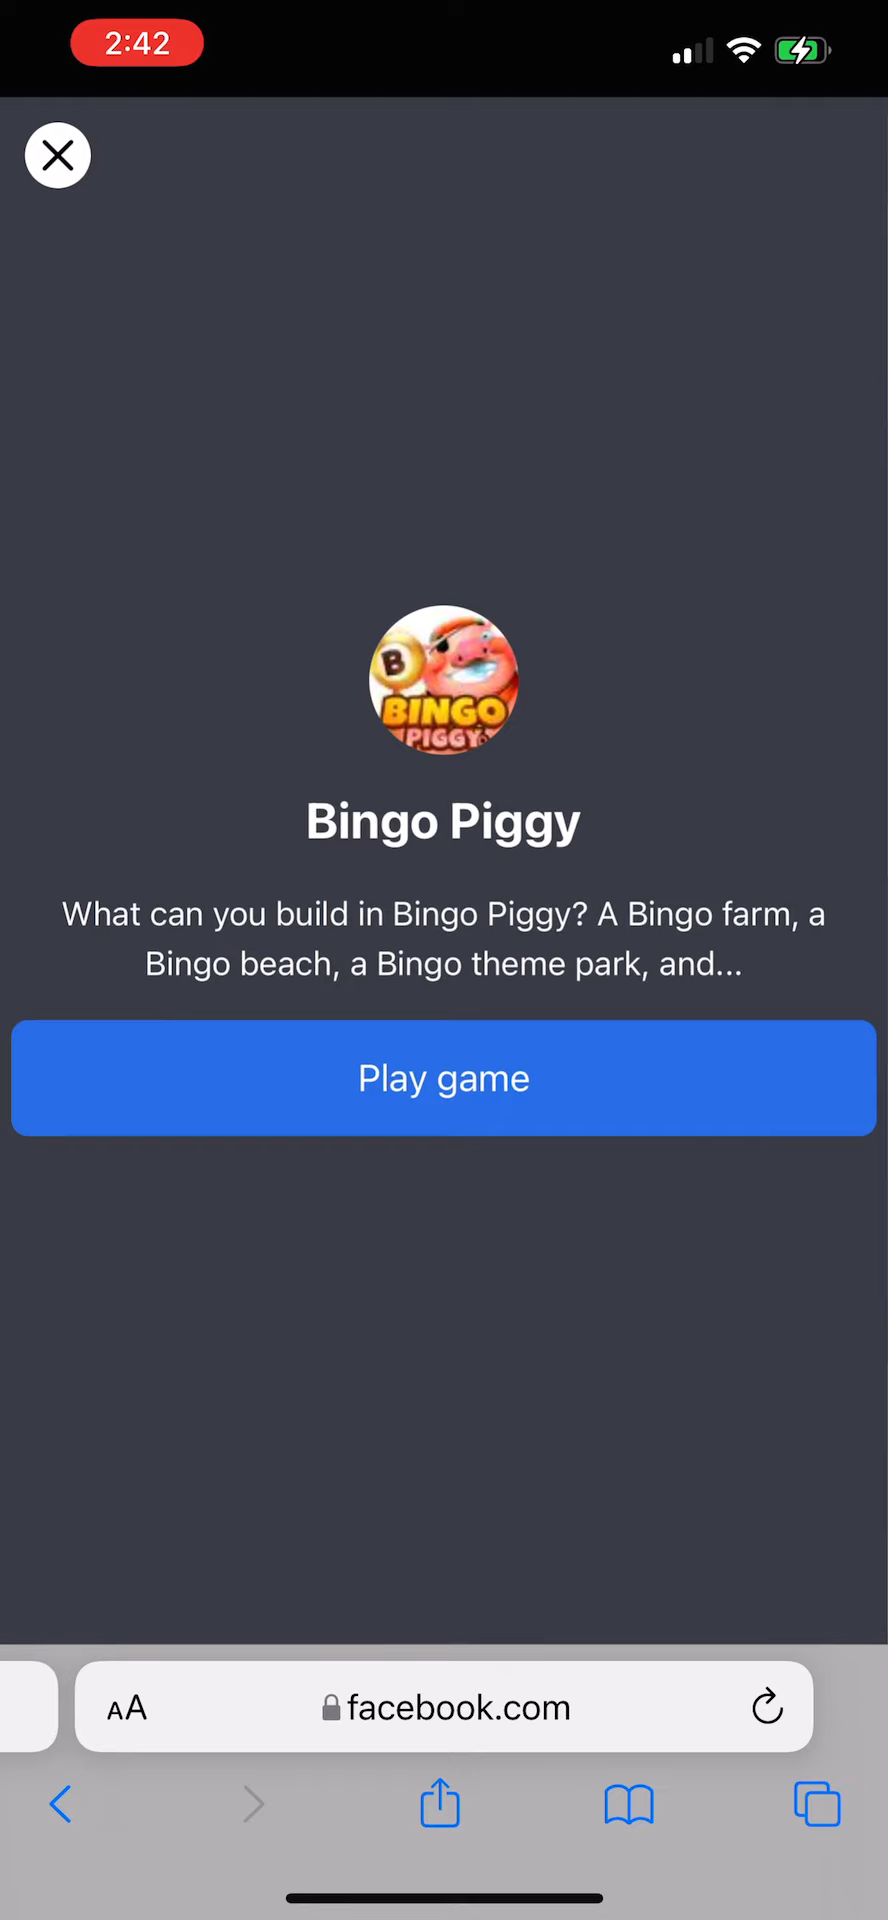 2:42
B
BINGO
PIGGY
Bingo Piggy
What can you build in Bingo Piggy? A Bingo farm, a
Bingo beach, a Bingo theme park, and...
Play game
AA
facebook.com